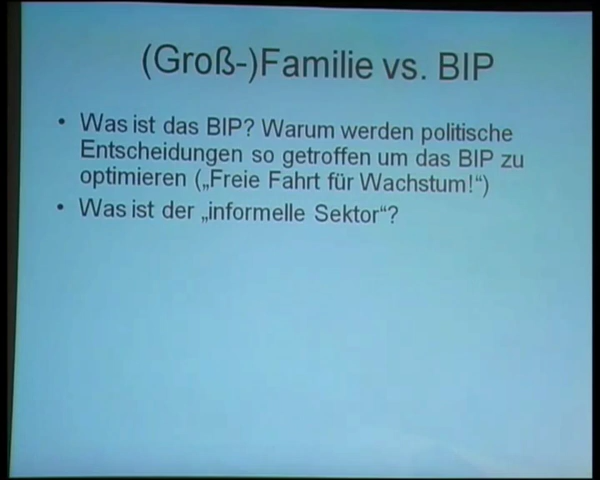 (Groß-)Familie vs. BIP
• Was ist das BIP? Warum werden politische
Entscheidungen so getroffen um das BIP zu
optimieren („Freie Fahrt für Wachstum!“)
• Was ist der „informelle Sektor“?